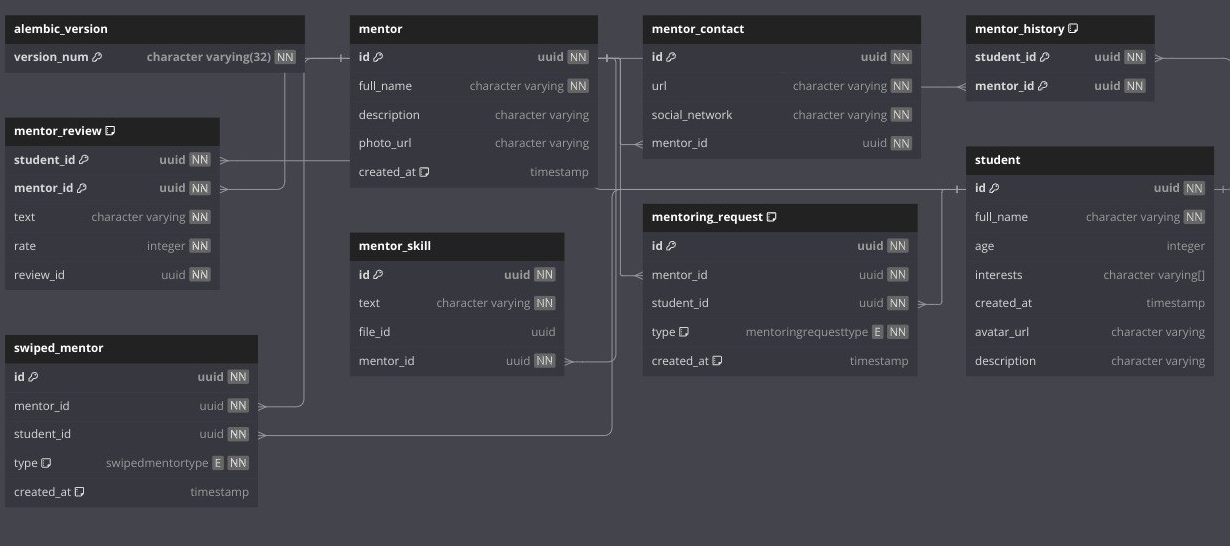 alembic_version
version_num character varying(32) NN
mentor
id uuid NN
full_name character varying NN
description character varying
photo_url character varying
created_at timestamp
mentor_contact
id uuid NN
url character varying NN
social_network character varying NN
mentor_id uuid NN
mentor_history
student_id uuid NN
mentor_id uuid NN
mentor_review
student_id uuid NN
mentor_id uuid NN
text character varying NN
rate integer NN
review_id uuid NN
student
id uuid NN
full_name character varying NN
age integer
interests character varying[]
created_at timestamp
avatar_url character varying
description character varying
mentor_skill
id uuid NN
text character varying NN
file_id uuid
mentor_id uuid NN
mentoring_request
id uuid NN
mentor_id uuid NN
student_id uuid NN
type mentoringrequesttype E NN
created_at timestamp
swiped_mentor
id uuid NN
mentor_id uuid NN
student_id uuid NN
type swipedmentortype E NN
created_at timestamp